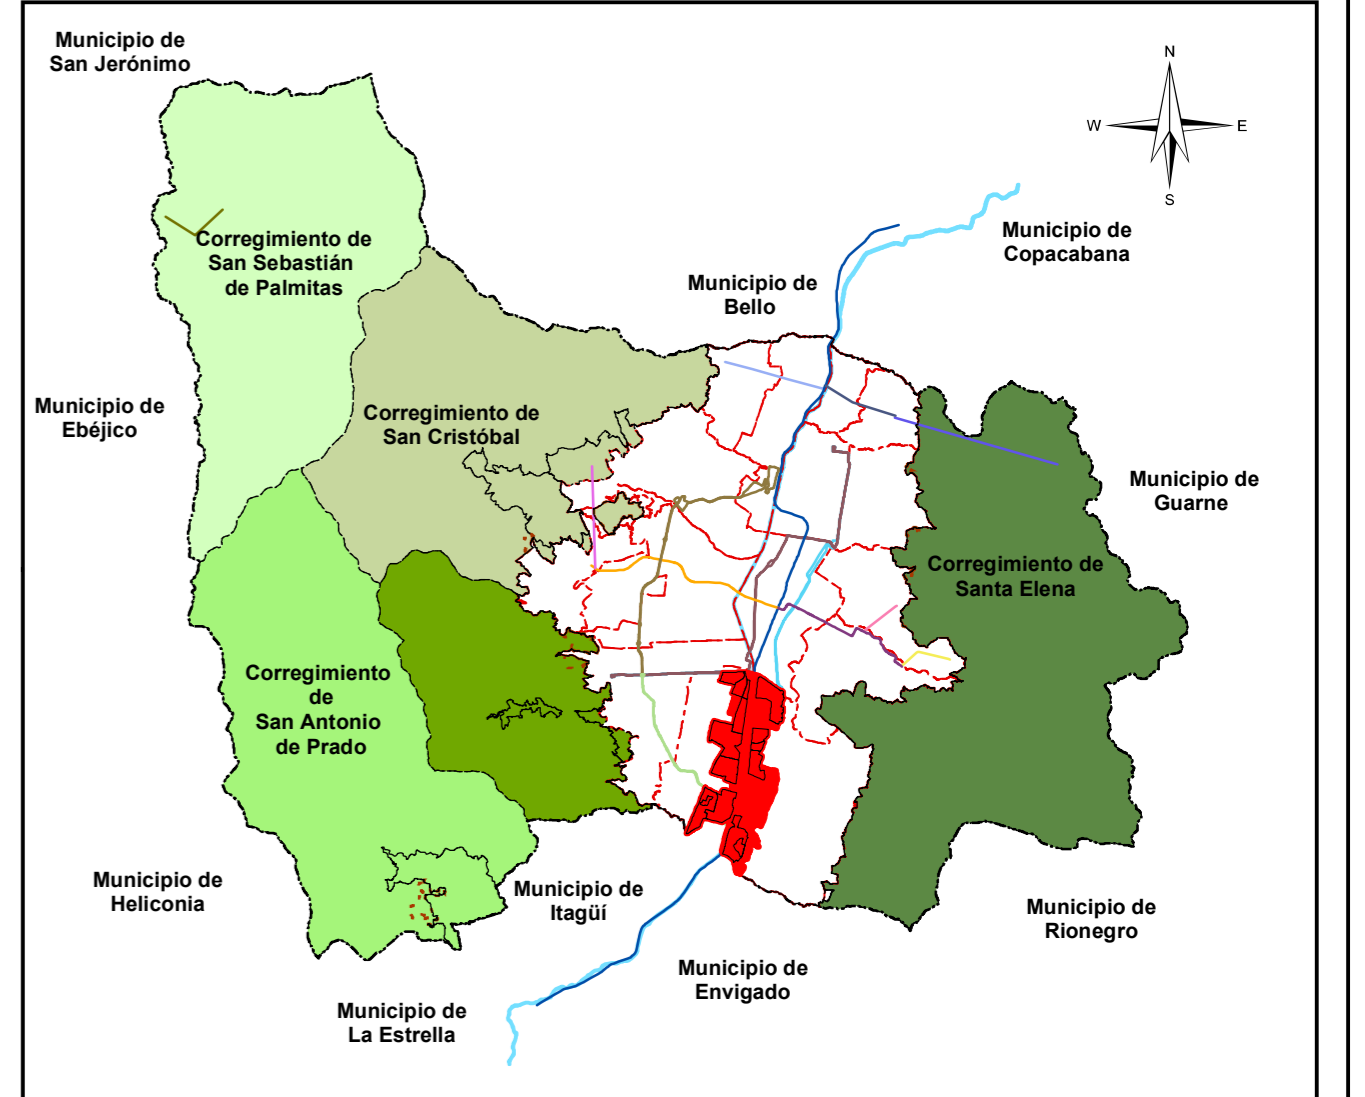 Municipio de
San Jerónimo
N
W
E
S
Municipio de
Copacabana
Corregimiento de
San Sebastián
de Palmitas
Municipio de
Bello
Municipio de
Ebéjico
Corregimiento de
San Cristóbal
Municipio de
Guarne
Corregimiento de
Santa Elena
Corregimiento
de
San Antonio
de Prado
Municipio de
Heliconia
Municipio de
Itagüí
Municipio de
Rionegro
Municipio de
Envigado
Municipio de
La Estrella